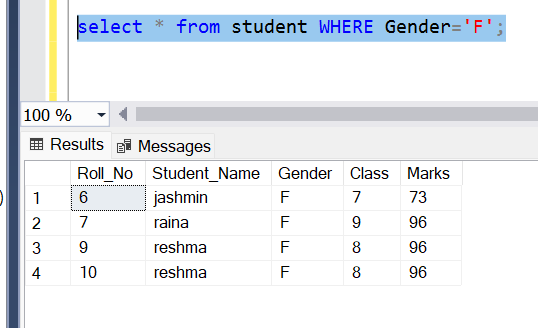 select * from student WHERE Gender='F';
100 %
Results Messages
Roll_No Student_Name Gender Class Marks
1 6 jashmin F 7 73
2 7 raina F 9 96
3 9 reshma F 8 96
4 10 reshma F 8 96